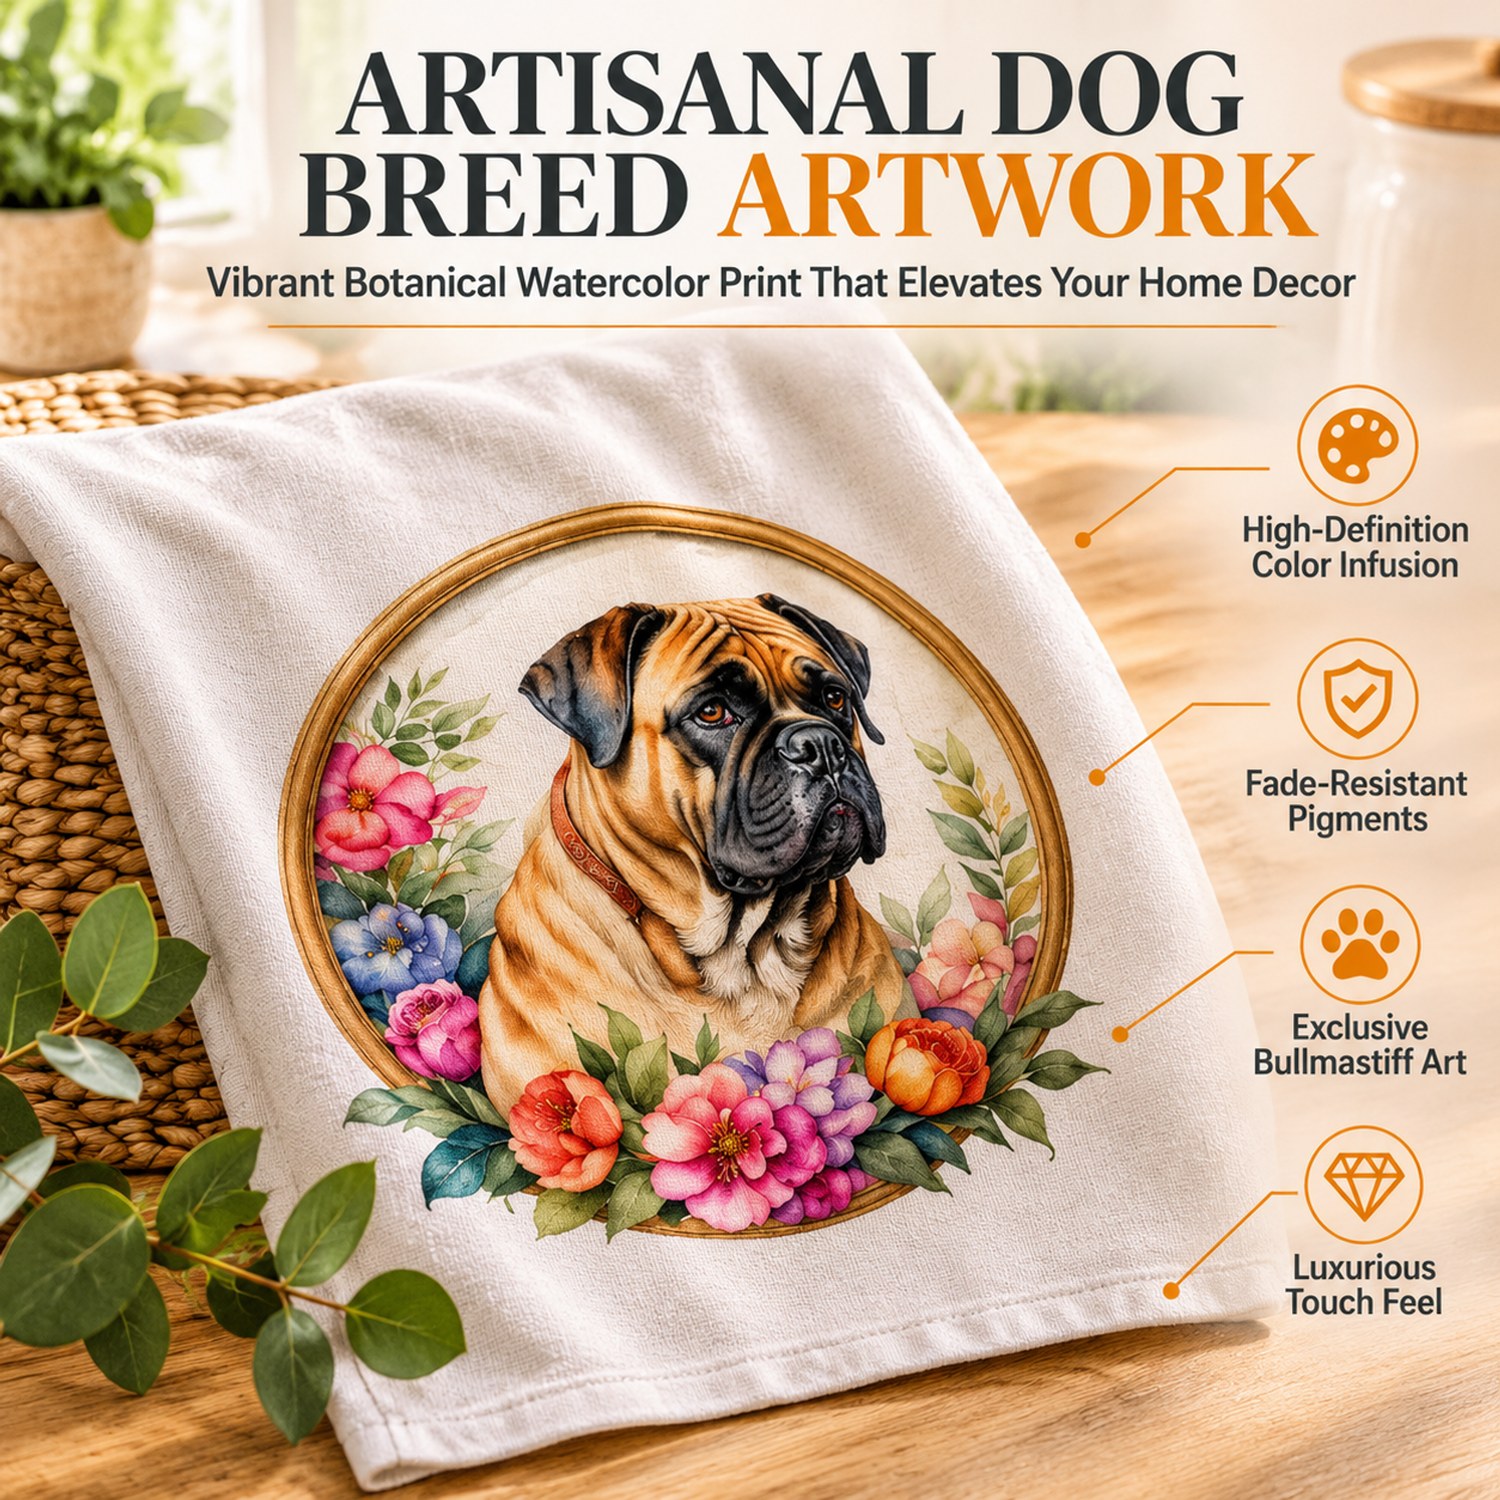 ARTISANAL DOG
BREED ARTWORK
Vibrant Botanical Watercolor Print That Elevates Your Home Decor
High-Definition
Color Infusion
Fade-Resistant
Pigments
Exclusive
Bullmastiff Art
Luxurious
Touch Feel